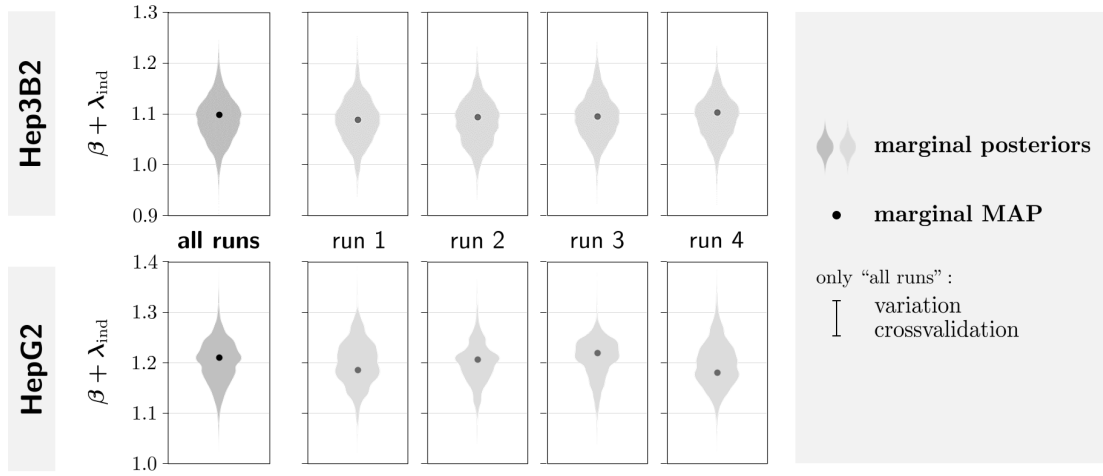 Hep3B2
β + λind
1.3
1.2
1.1
1.0
0.9
all runs
run 1
run 2
run 3
run 4
HepG2
β + λind
1.4
1.3
1.2
1.1
1.0
marginal posteriors
marginal MAP
only “all runs” :
variation
crossvalidation